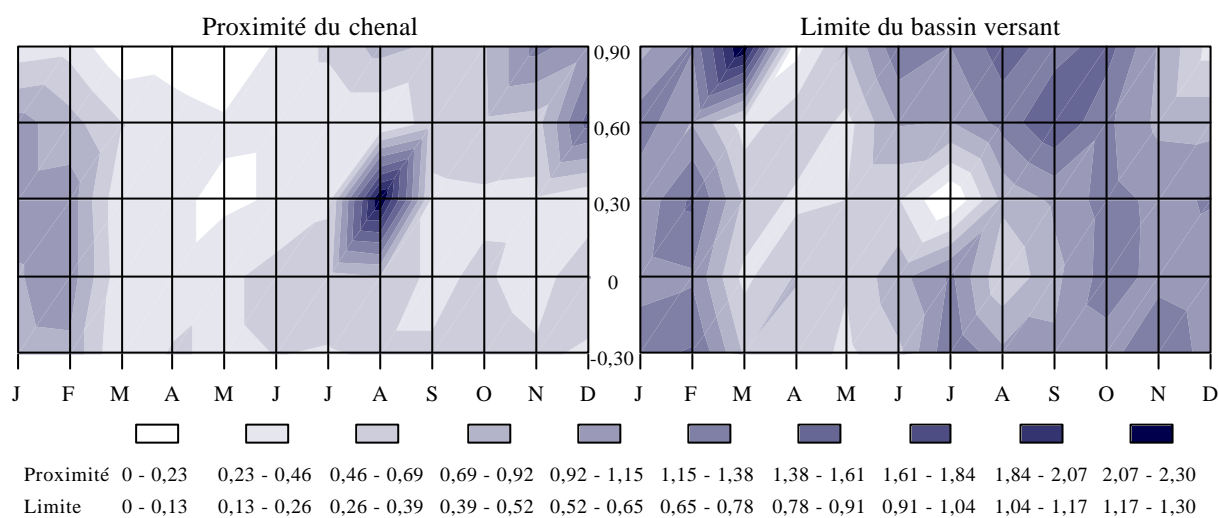 Proximité du chenal
Limite du bassin versant
0,90
0,60
0,30
0
-0,30
J F M A M J J A S O N D
J F M A M J J A S O N D
Proximité 0 - 0,23 0,23 - 0,46 0,46 - 0,69 0,69 - 0,92 0,92 - 1,15 1,15 - 1,38 1,38 - 1,61 1,61 - 1,84 1,84 - 2,07 2,07 - 2,30
Limite 0 - 0,13 0,13 - 0,26 0,26 - 0,39 0,39 - 0,52 0,52 - 0,65 0,65 - 0,78 0,78 - 0,91 0,91 - 1,04 1,04 - 1,17 1,17 - 1,30